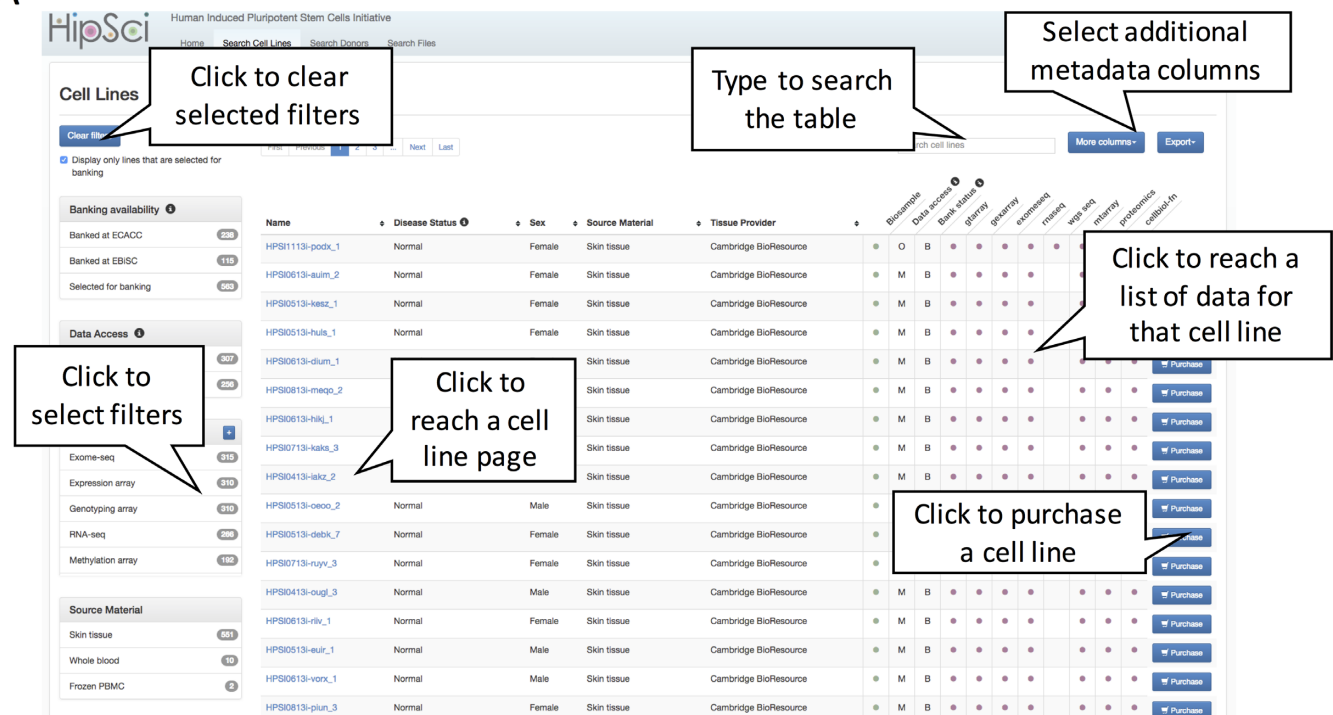 HipSci
Human Induced Pluripotent Stem Cells Initiative
Home Search Cell Lines Search Donors Search Files
Click to clear
selected filters
Type to search
the table
Select additional
metadata columns
Cell Lines
Clear filte
First Previous 1 2 3 ... Next Last
rch cell lines
More columns
Export
Display only lines that are selected for
banking
Banking availability
Banked at ECACC 238
Banked at EBiSC 115
Selected for banking 563
Data Access
307
256
Click to
select filters
+
Exome-seq 315
Expression array 310
Genotyping array 310
RNA-seq 266
Methylation array 192
Source Material
Skin tissue 551
Whole blood 10
Frozen PBMC 2
Name Disease Status Sex Source Material Tissue Provider Biosample Data access Bank status gtarray gexarray exomeseq rnaseq wgs seq mtarray proteomics cellbiol-fn
HPSI1113i-podx_1 Normal Female Skin tissue Cambridge BioResource O B
HPSI0613i-auim_2 Normal Female Skin tissue Cambridge BioResource M B
HPSI0513i-kesz_1 Normal Female Skin tissue Cambridge BioResource M B
HPSI0513i-huls_1 Normal Female Skin tissue Cambridge BioResource M B
HPSI0613i-dium_1 Skin tissue Cambridge BioResource M B Purchase
HPSI0813i-meqo_2 Skin tissue Cambridge BioResource M B Purchase
HPSI0613i-hikj_1 Skin tissue Cambridge BioResource M B Purchase
HPSI0713i-kaks_3 Skin tissue Cambridge BioResource M B Purchase
HPSI0413i-iakz_2 Skin tissue Cambridge BioResource M B Purchase
HPSI0513i-oeoo_2 Normal Male Skin tissue Cambridge BioResource Purchase
HPSI0513i-debk_7 Normal Female Skin tissue Cambridge BioResource chase
HPSI0713i-ruyv_3 Normal Female Skin tissue Cambridge BioResource Purchase
HPSI0413i-ougl_3 Normal Male Skin tissue Cambridge BioResource M B Purchase
HPSI0613i-riiv_1 Normal Female Skin tissue Cambridge BioResource M B Purchase
HPSI0513i-euir_1 Normal Male Skin tissue Cambridge BioResource M B Purchase
HPSI0613i-vorx_1 Normal Male Skin tissue Cambridge BioResource M B Purchase
HPSI0813i-piun_3 Normal Female Skin tissue Cambridge BioResource M B Purchase
Click to reach a
list of data for
that cell line
Click to
reach a cell
line page
Click to purchase
a cell line